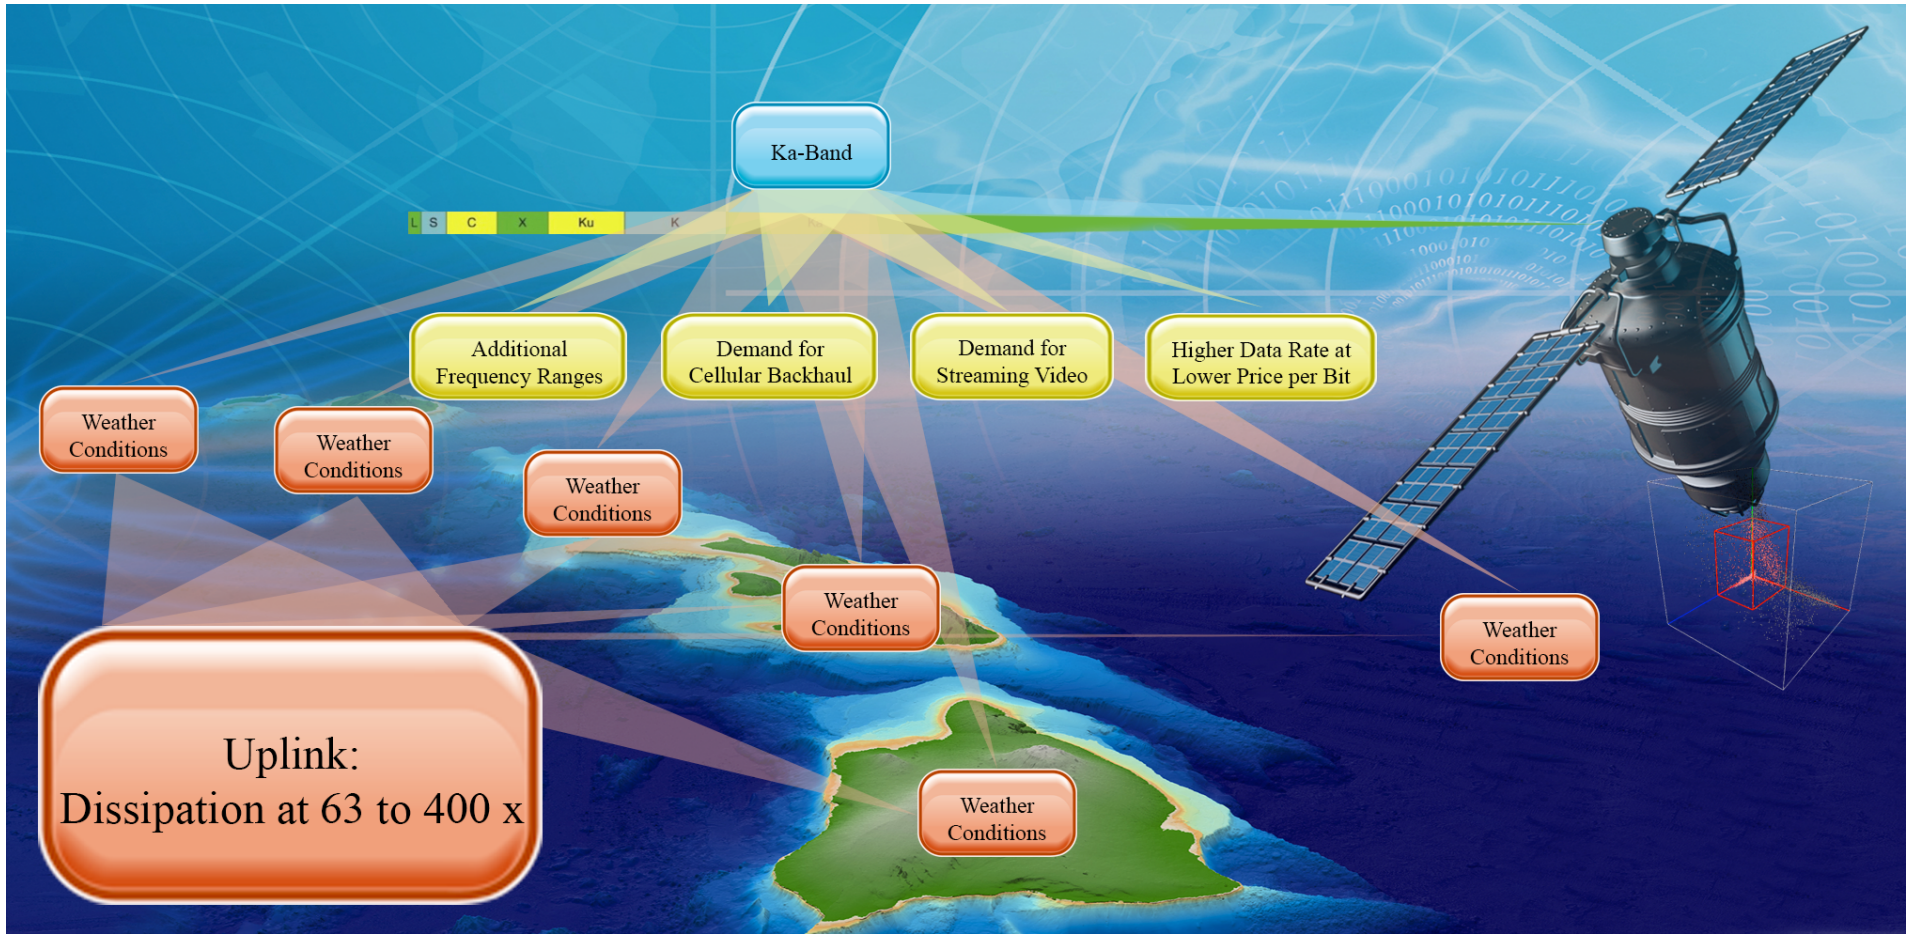 Ka-Band
L S C X Ku K Ka
Additional
Frequency Ranges
Demand for
Cellular Backhaul
Demand for
Streaming Video
Higher Data Rate at
Lower Price per Bit
Weather
Conditions
Weather
Conditions
Weather
Conditions
Weather
Conditions
Weather
Conditions
Uplink:
Dissipation at 63 to 400 x
Weather
Conditions